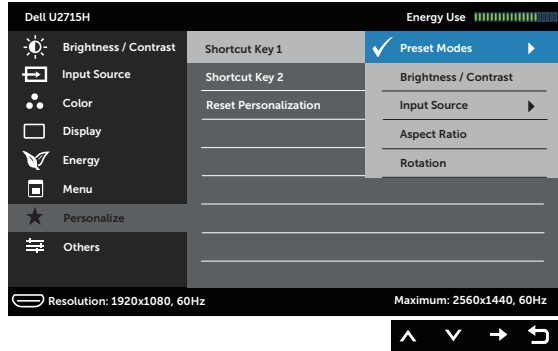 Dell U2715H
Energy Use
Brightness / Contrast
Input Source
Color
Display
Energy
Menu
Personalize
Others
Shortcut Key 1
Shortcut Key 2
Reset Personalization
Preset Modes
Brightness / Contrast
Input Source
Aspect Ratio
Rotation
Resolution: 1920x1080, 60Hz
Maximum: 2560x1440, 60Hz